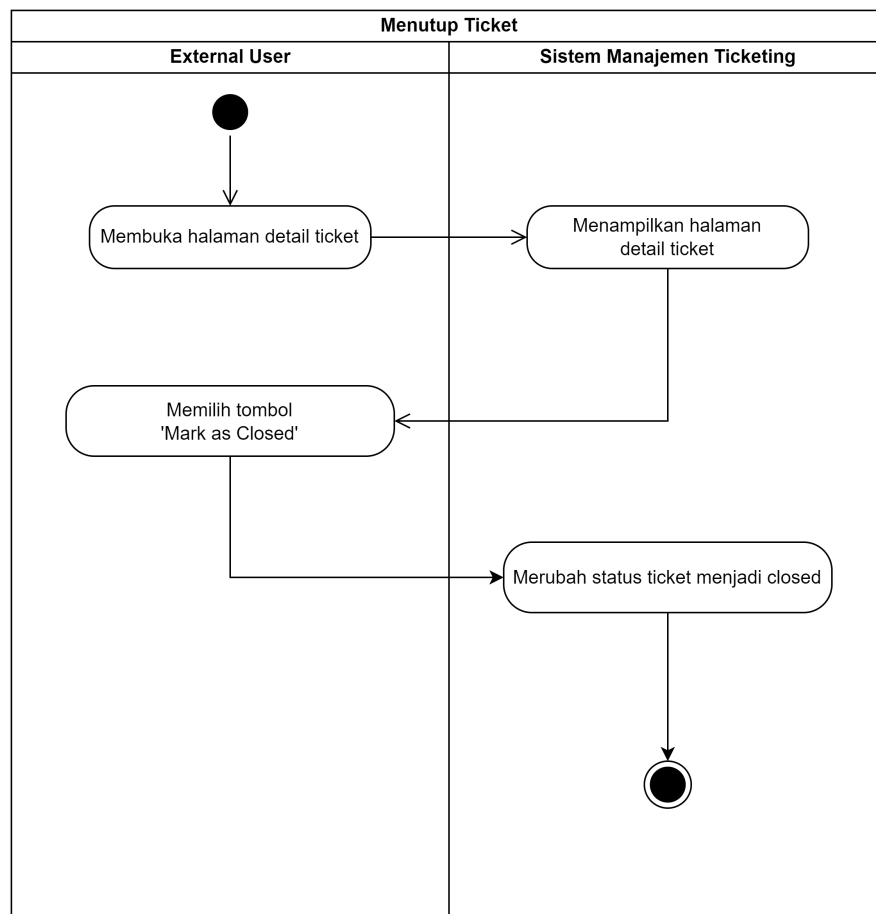 Menutup Ticket
External User
Sistem Manajemen Ticketing
Membuka halaman detail ticket
Menampilkan halaman
detail ticket
Memilih tombol
'Mark as Closed'
Merubah status ticket menjadi closed